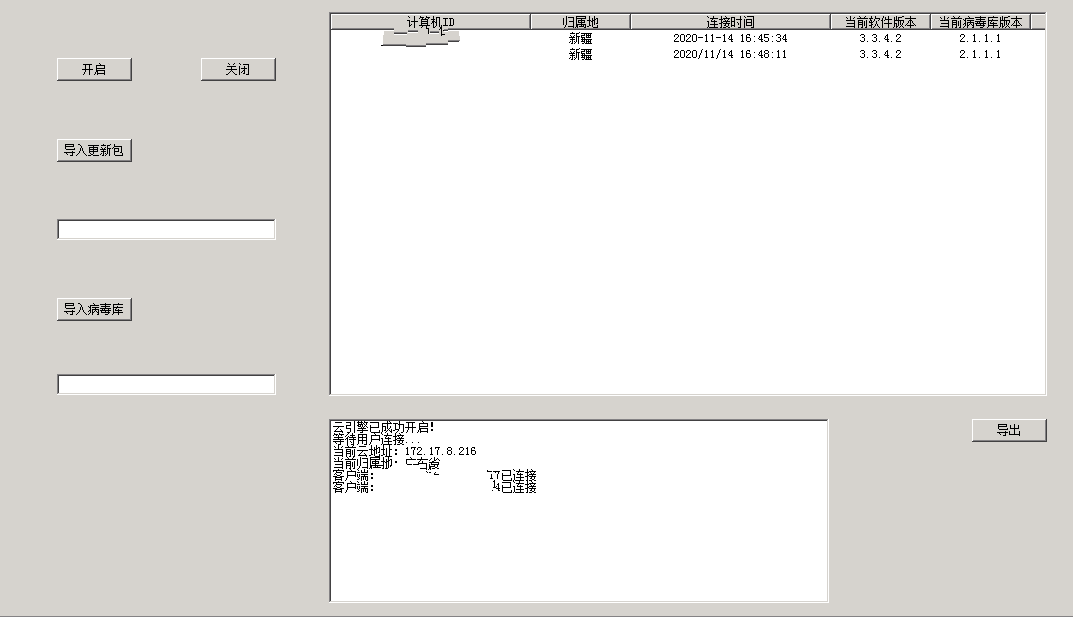 计算机ID 归属地 连接时间 当前软件版本 当前病毒库版本
新疆 2020-11-14 16:45:34 3.3.4.2 2.1.1.1
新疆 2020/11/14 16:48:11 3.3.4.2 2.1.1.1
开启 关闭
导入更新包
导入病毒库
云引擎已成功开启!
等待用户连接...
当前云地址: 172.17.8.216
当前归属地:
客户端: 17已连接
客户端: 4已连接
导出